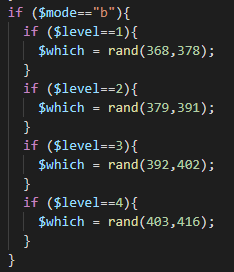 if ($mode=="b"){
  if ($level==1){
    $which = rand(368,378);
  }
  if ($level==2){
    $which = rand(379,391);
  }
  if ($level==3){
    $which = rand(392,402);
  }
  if ($level==4){
    $which = rand(403,416);
  }
}